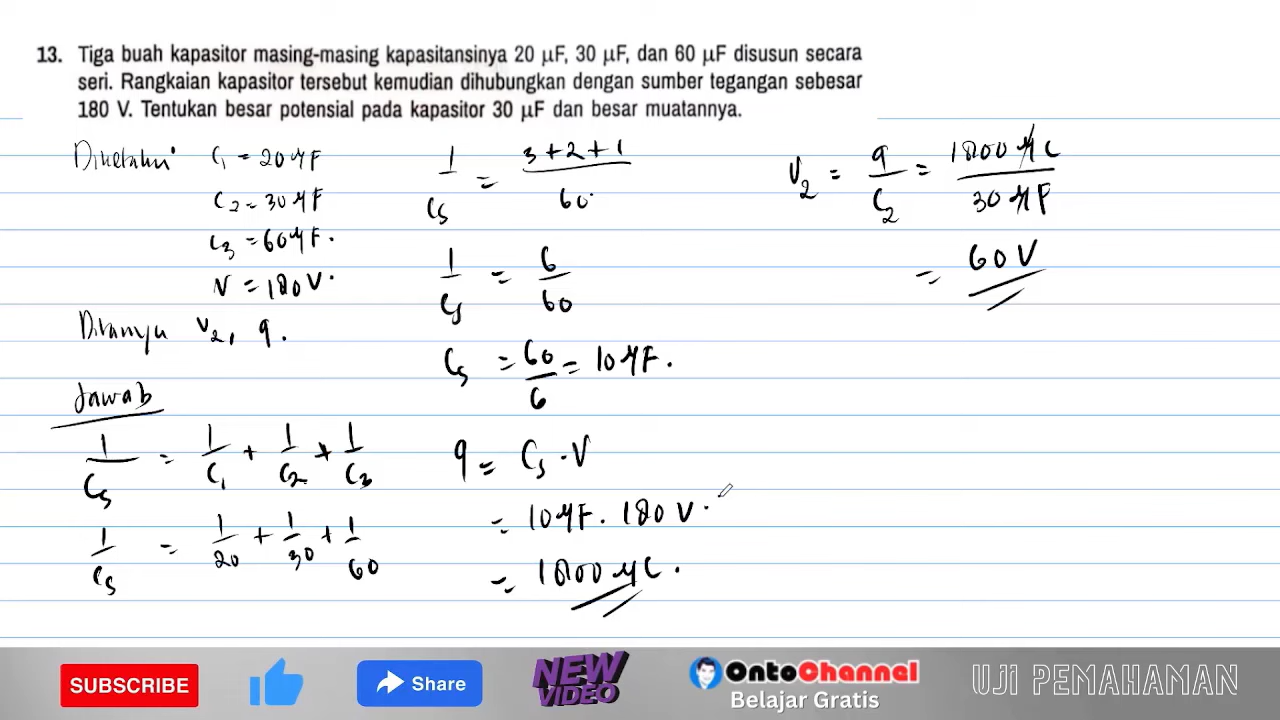 13. Tiga buah kapasitor masing-masing kapasitansinya 20 µF, 30 µF, dan 60 µF disusun secara
seri. Rangkaian kapasitor tersebut kemudian dihubungkan dengan sumber tegangan sebesar
180 V. Tentukan besar potensial pada kapasitor 30 µF dan besar muatannya.
Diketahui: C₁ = 20 µF
C₂ = 30 µF
C₃ = 60 µF.
V = 180 V.
Ditanya V₂, q.
Jawab
1/Cs = 1/C₁ + 1/C₂ + 1/C₃
1/Cs = 1/20 + 1/30 + 1/60
1/Cs = 3+2+1/60
1/Cs = 6/60
Cs = 60/6 = 10 µF.
q = Cs . V
= 10 µF . 180 V.
= 1800 µC.
V₂ = q/C₂ = 1800 µC/30 µF
= 60 V
SUBSCRIBE
Share
NEW
VIDEO
OntoChannel
Belajar Gratis
UJI PEMAHAMAN